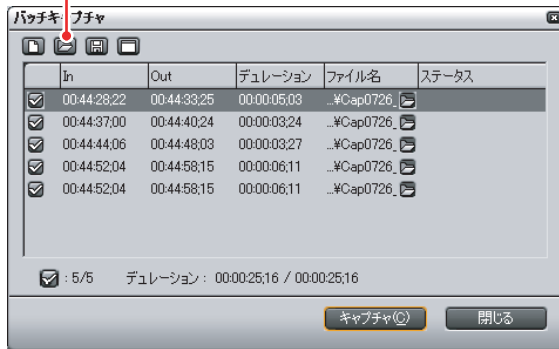 バッチキャプチャ
In Out デュレーション ファイル名 ステータス
00:44:28;22 00:44:33;25 00:00:05;03 ...¥Cap0726_
00:44:37;00 00:44:40;24 00:00:03;24 ...¥Cap0726_
00:44:44;06 00:44:48;03 00:00:03;27 ...¥Cap0726_
00:44:52;04 00:44:58;15 00:00:06;11 ...¥Cap0726_
00:44:52;04 00:44:58;15 00:00:06;11 ...¥Cap0726_
: 5/5 デュレーション : 00:00:25;16 / 00:00:25;16
キャプチャ(C) 閉じる